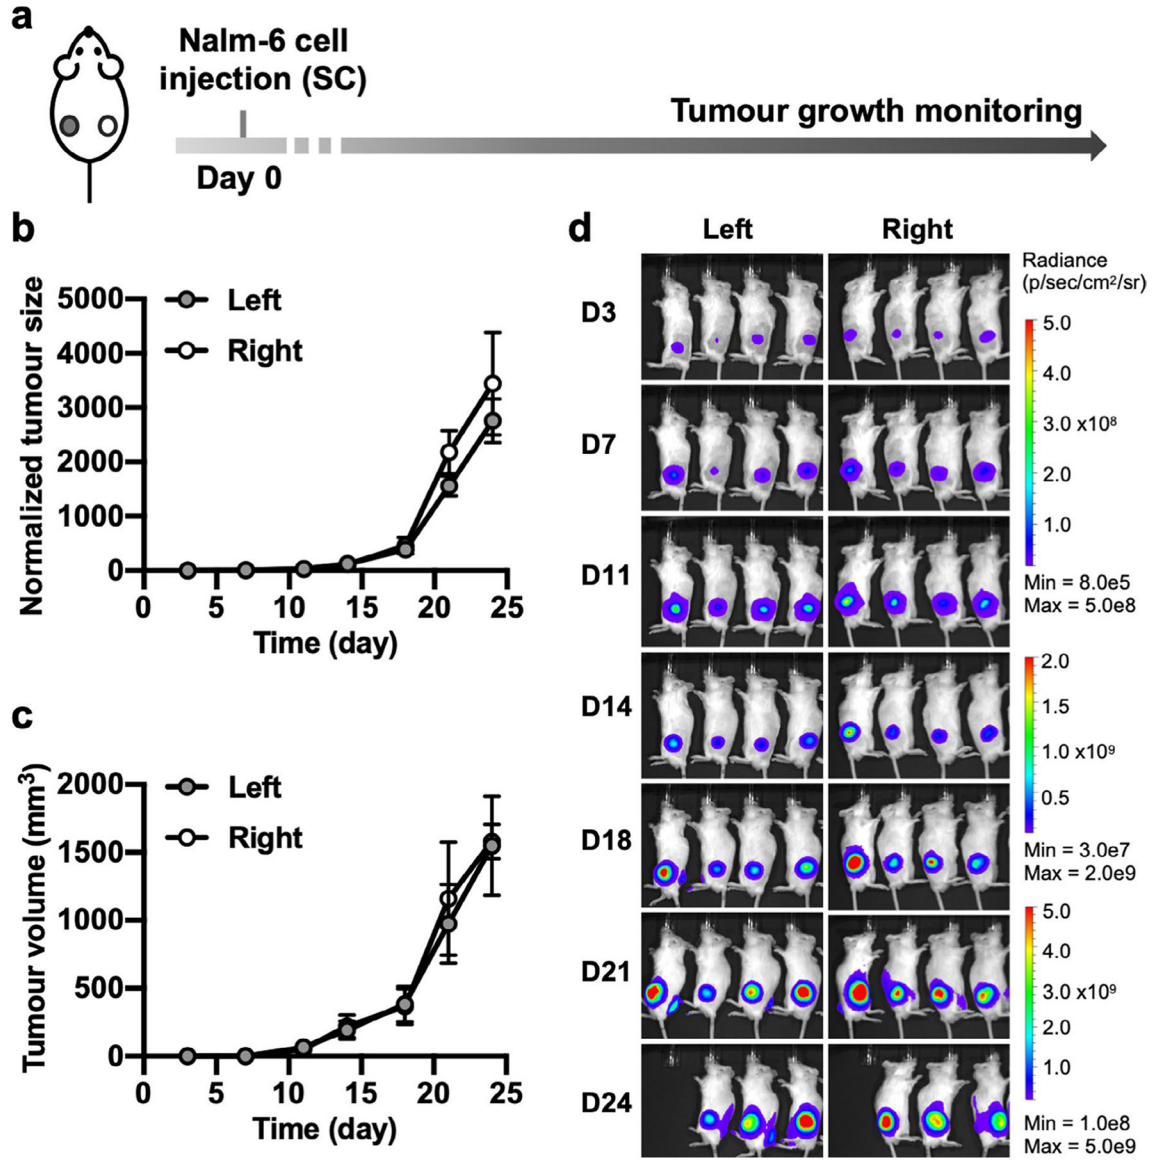 a
Nalm-6 cell
injection (SC)
Tumour growth monitoring
Day 0
b
Normalized tumour size
5000
4000
3000
2000
1000
0
Left
Right
0 5 10 15 20 25
Time (day)
c
Tumour volume (mm³)
2000
1500
1000
500
0
Left
Right
0 5 10 15 20 25
Time (day)
d
Left Right
D3
D7
D11
D14
D18
D21
D24
Radiance
(p/sec/cm²/sr)
5.0
4.0
3.0 x10⁸
2.0
1.0
Min = 8.0e5
Max = 5.0e8
2.0
1.5
1.0 x10⁹
0.5
Min = 3.0e7
Max = 2.0e9
5.0
4.0
3.0 x10⁹
2.0
1.0
Min = 1.0e8
Max = 5.0e9